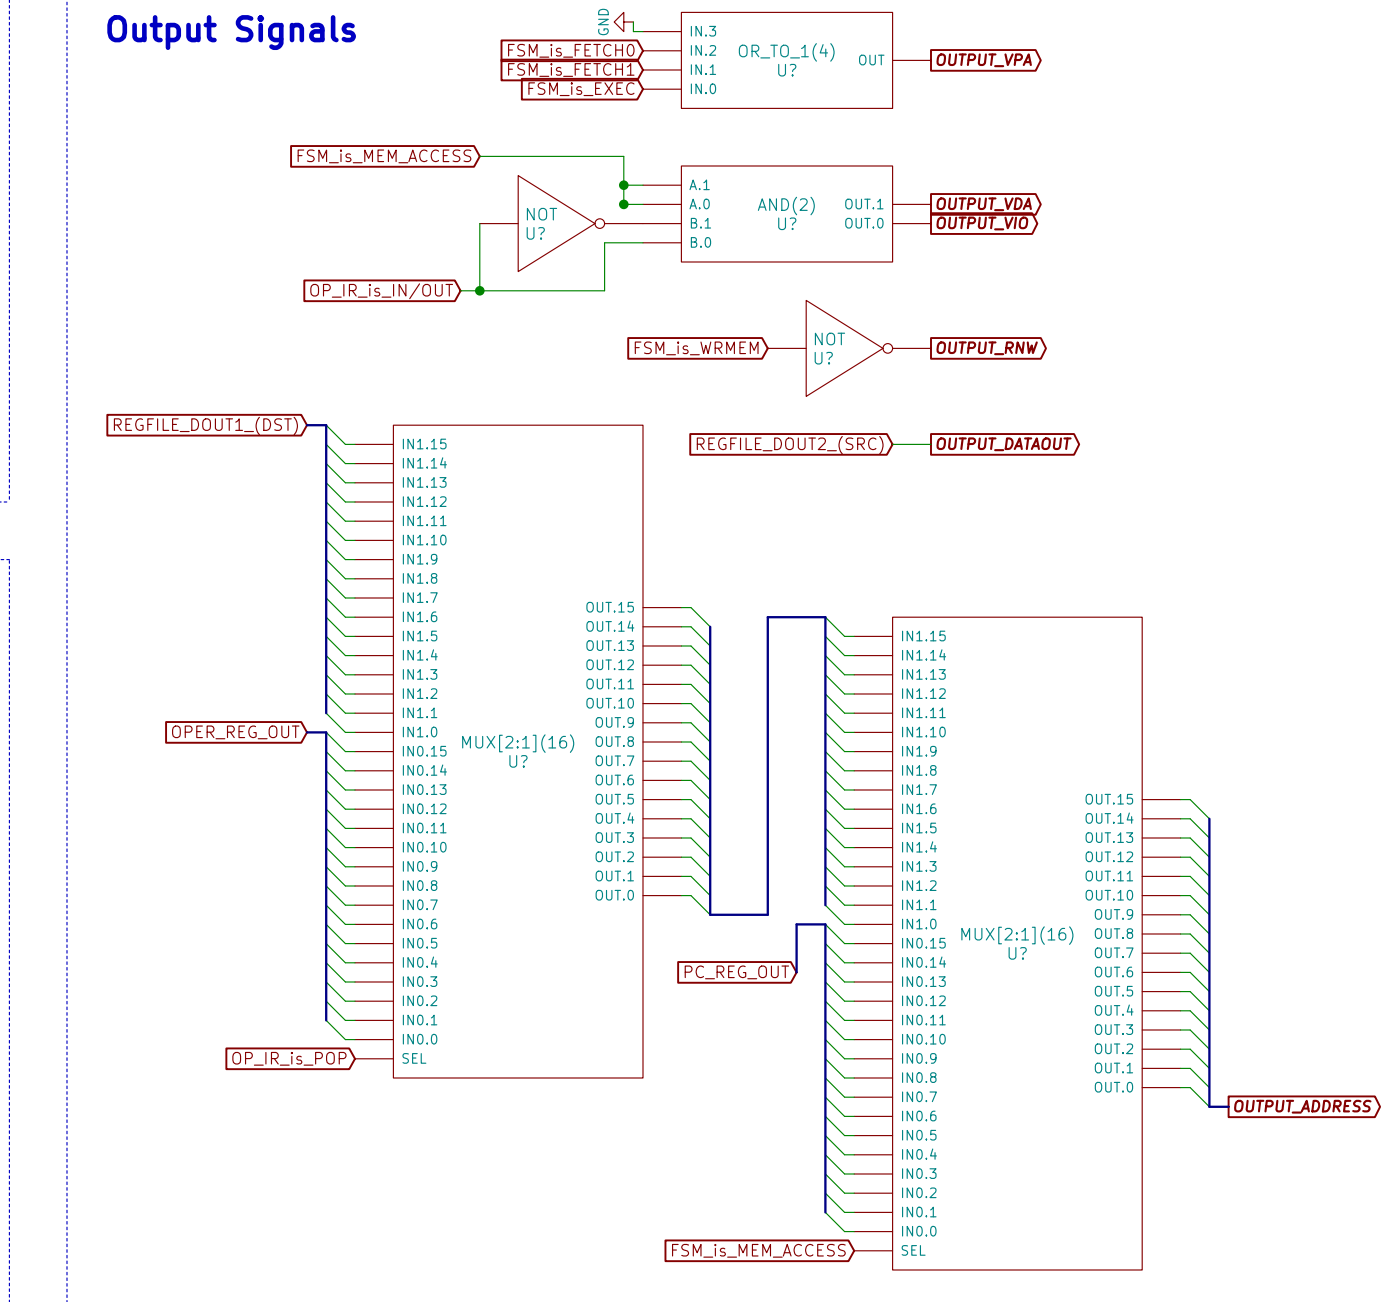 Output Signals
GND
IN.3
FSM_is_FETCH0
IN.2
FSM_is_FETCH1
IN.1
FSM_is_EXEC
IN.0
OR_TO_1(4)
U?
OUT
OUTPUT_VPA
FSM_is_MEM_ACCESS
NOT
U?
OP_IR_is_IN/OUT
A.1
A.0
B.1
B.0
AND(2)
U?
OUT.1
OUT.0
OUTPUT_VDA
OUTPUT_VIO
FSM_is_WRMEM
NOT
U?
OUTPUT_RNW
REGFILE_DOUT2_(SRC)
OUTPUT_DATAOUT
REGFILE_DOUT1_(DST)
OPER_REG_OUT
OP_IR_is_POP
IN1.15
IN1.14
IN1.13
IN1.12
IN1.11
IN1.10
IN1.9
IN1.8
IN1.7
IN1.6
IN1.5
IN1.4
IN1.3
IN1.2
IN1.1
IN1.0
IN0.15
IN0.14
IN0.13
IN0.12
IN0.11
IN0.10
IN0.9
IN0.8
IN0.7
IN0.6
IN0.5
IN0.4
IN0.3
IN0.2
IN0.1
IN0.0
SEL
MUX[2:1](16)
U?
OUT.15
OUT.14
OUT.13
OUT.12
OUT.11
OUT.10
OUT.9
OUT.8
OUT.7
OUT.6
OUT.5
OUT.4
OUT.3
OUT.2
OUT.1
OUT.0
PC_REG_OUT
FSM_is_MEM_ACCESS
IN1.15
IN1.14
IN1.13
IN1.12
IN1.11
IN1.10
IN1.9
IN1.8
IN1.7
IN1.6
IN1.5
IN1.4
IN1.3
IN1.2
IN1.1
IN1.0
IN0.15
IN0.14
IN0.13
IN0.12
IN0.11
IN0.10
IN0.9
IN0.8
IN0.7
IN0.6
IN0.5
IN0.4
IN0.3
IN0.2
IN0.1
IN0.0
SEL
MUX[2:1](16)
U?
OUT.15
OUT.14
OUT.13
OUT.12
OUT.11
OUT.10
OUT.9
OUT.8
OUT.7
OUT.6
OUT.5
OUT.4
OUT.3
OUT.2
OUT.1
OUT.0
OUTPUT_ADDRESS